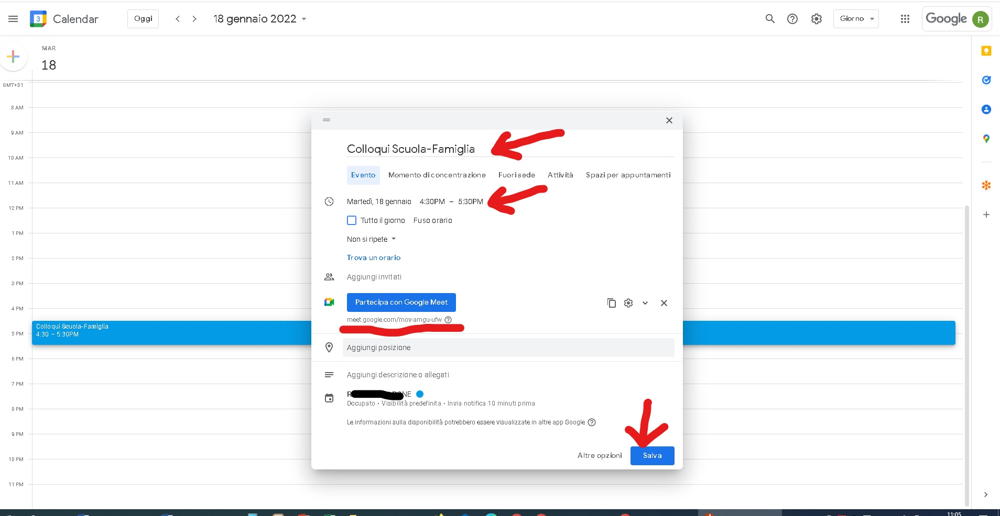 3 Calendar Oggi 18 gennaio 2022 Giorno Google R
MAR
18
GMT+01
8 AM
9 AM
10 AM
11 AM
12 PM
1 PM
2 PM
3 PM
4 PM
5 PM
6 PM
7 PM
8 PM
9 PM
10 PM
11 PM
Colloqui Scuola-Famiglia
4:30 – 5:30PM
Colloqui Scuola-Famiglia
Evento Momento di concentrazione Fuori sede Attività Spazi per appuntamenti
Martedì, 18 gennaio 4:30PM – 5:30PM
Tutto il giorno Fuso orario
Non si ripete
Trova un orario
Aggiungi invitati
Partecipa con Google Meet
meet.google.com/mov-amgu-ufw
Aggiungi posizione
Aggiungi descrizione o allegati
Occupato • Visibilità predefinita • Invia notifica 10 minuti prima
Le informazioni sulla disponibilità potrebbero essere visualizzate in altre app Google
Altre opzioni Salva
11:05